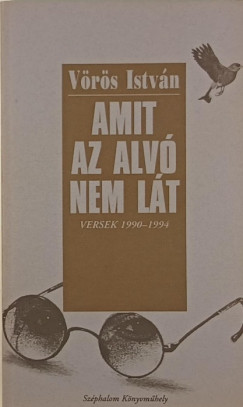 Vörös István
AMIT
AZ ALVÓ
NEM LÁT
VERSEK 1990–1994
Széphalom Könyvműhely